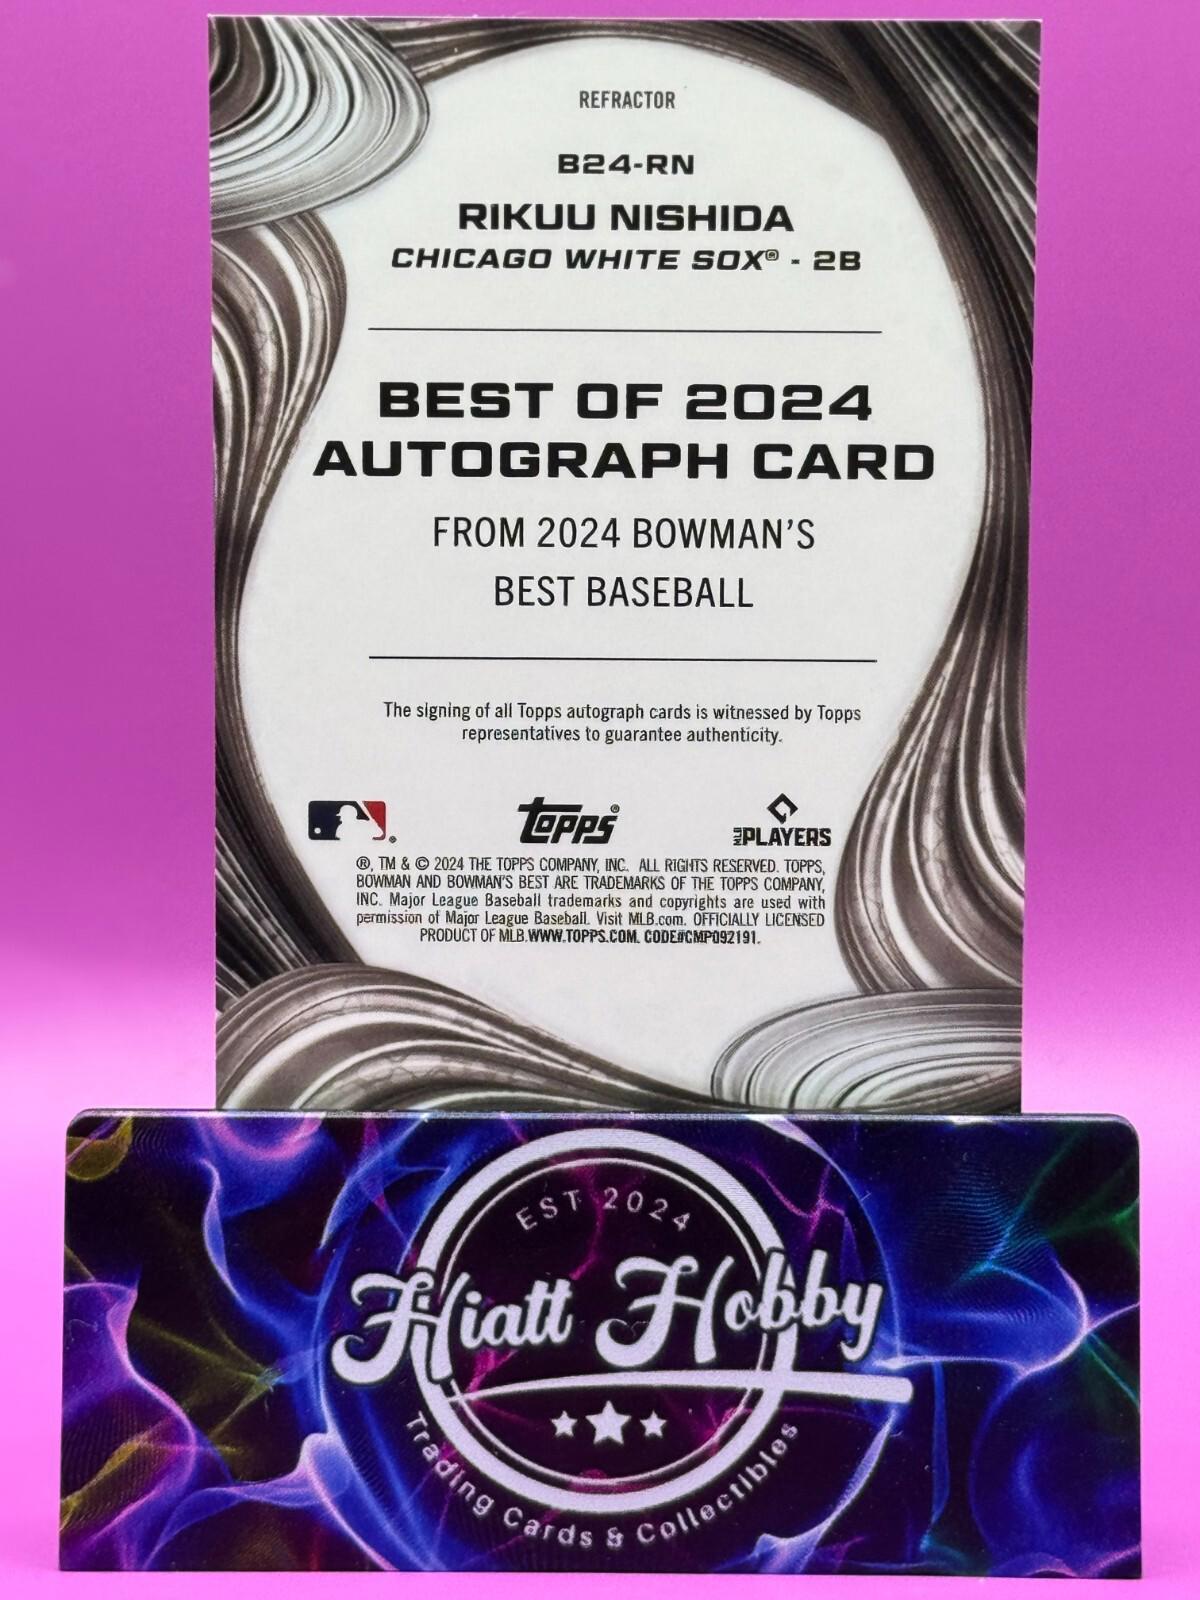 REFRACTOR
B24-RN
RIKUU NISHIDA
CHICAGO WHITE SOX® - 2B
BEST OF 2024
AUTOGRAPH CARD
FROM 2024 BOWMAN'S
BEST BASEBALL
The signing of all Topps autograph cards is witnessed by Topps
representatives to guarantee authenticity.
®
topps®
MLB PLAYERS
®, TM & © 2024 THE TOPPS COMPANY, INC. ALL RIGHTS RESERVED. TOPPS,
BOWMAN AND BOWMAN'S BEST ARE TRADEMARKS OF THE TOPPS COMPANY,
INC. Major League Baseball trademarks and copyrights are used with
permission of Major League Baseball. Visit MLB.com. OFFICIALLY LICENSED
PRODUCT OF MLB.WWW.TOPPS.COM. CODE#CMP092191.
EST 2024
Hiatt Hobby
Trading Cards & Collectibles